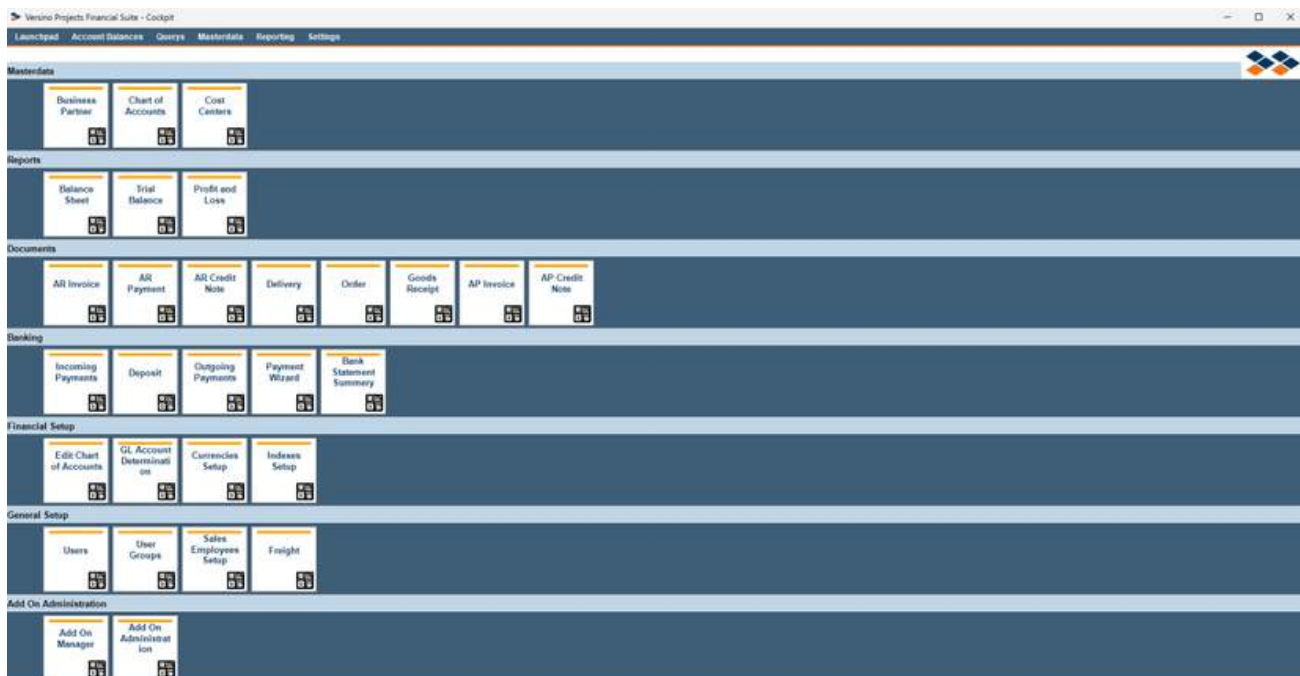 Versino Projects Financial Suite - Cockpit
Launchpad Account Balances Querys Masterdata Reporting Settings
Masterdata
Business
Partner
Chart of
Accounts
Cost
Centers
Reports
Balance
Sheet
Trial
Balance
Profit and
Loss
Documents
AR Invoice
AR
Payment
AR Credit
Note
Delivery
Order
Goods
Receipt
AP Invoice
AP Credit
Note
Banking
Incoming
Payments
Deposit
Outgoing
Payments
Payment
Wizard
Bank
Statement
Summery
Financial Setup
Edit Chart
of Accounts
GL Account
Determinati
on
Currencies
Setup
Indexes
Setup
General Setup
Users
User
Groups
Sales
Employees
Setup
Freight
Add On Administration
Add On
Manager
Add On
Administrat
ion